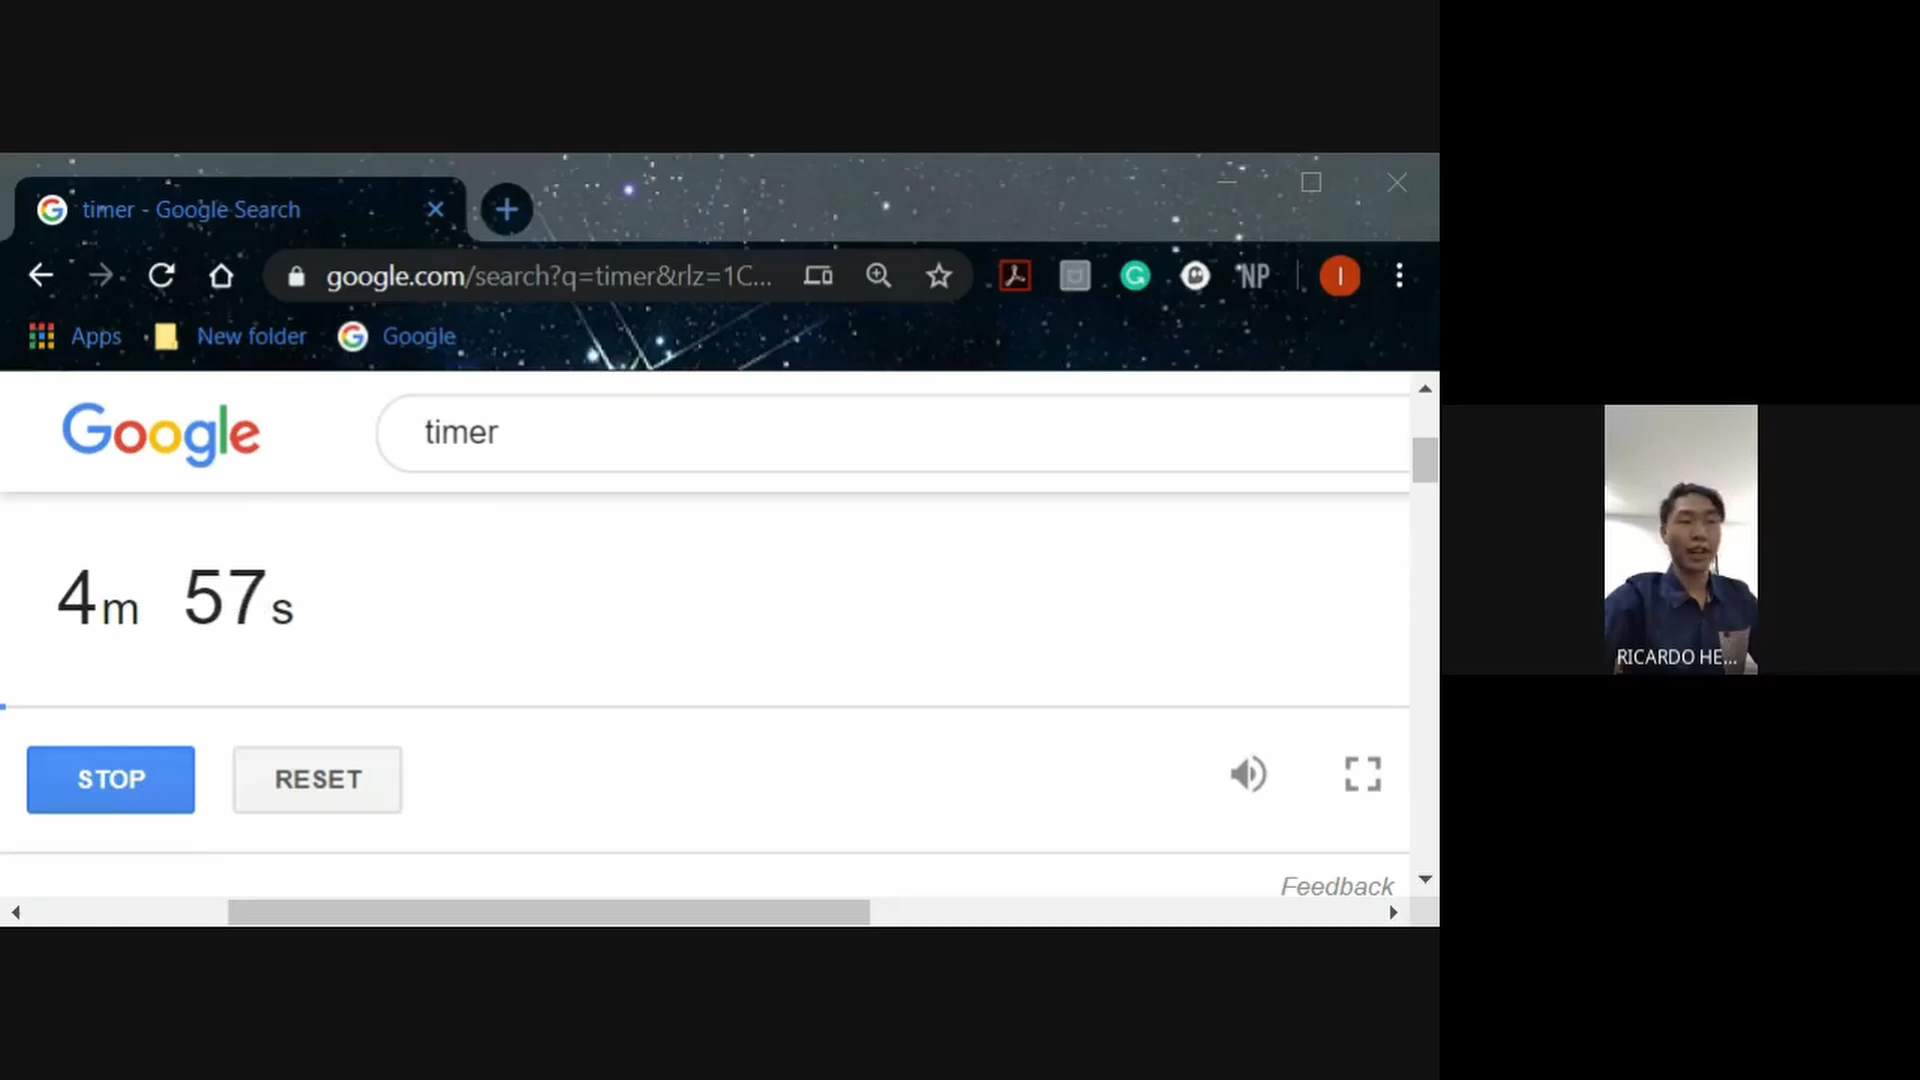 timer - Google Search
google.com/search?q=timer&rlz=1C...
NP
I
Apps
New folder
Google
Google
timer
4m 57s
STOP
RESET
Feedback
RICARDO HE...